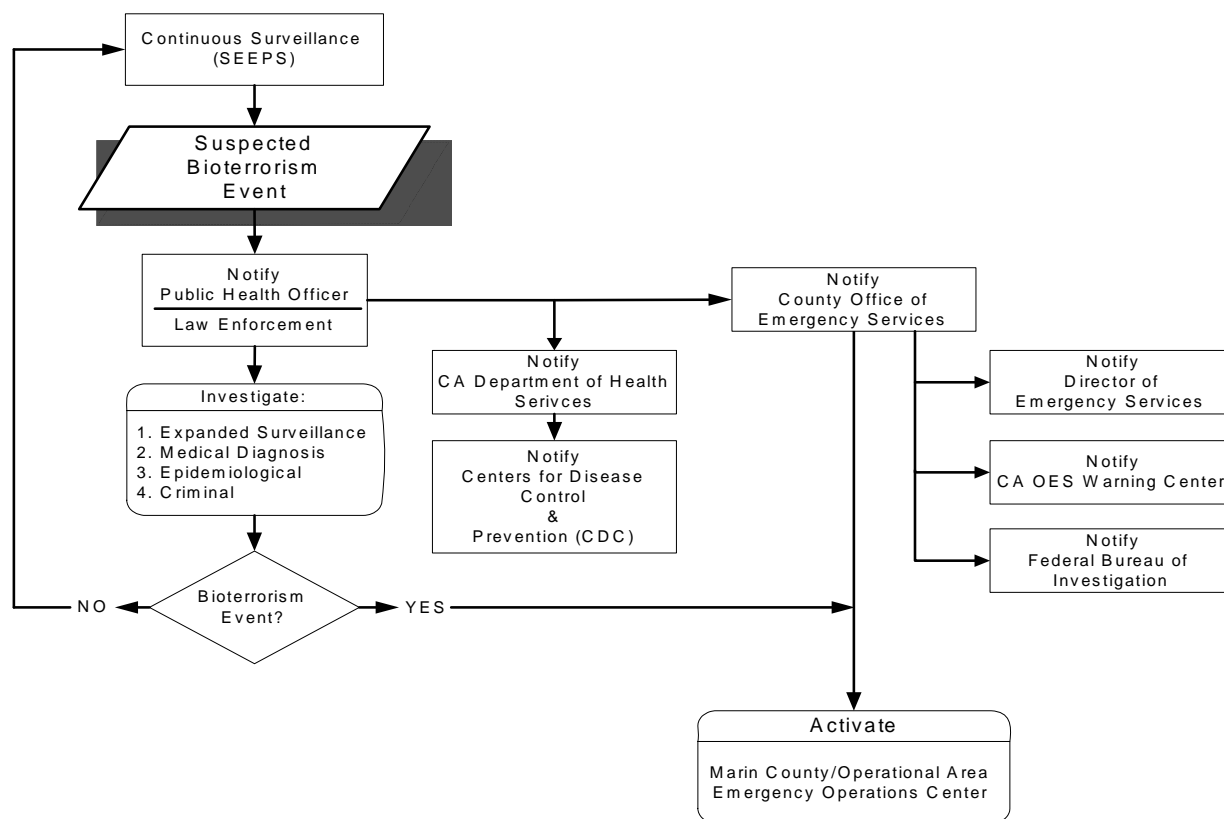 Continuous Surveillance
(SEEPS)
Suspected
Bioterrorism
Event
Notify
Public Health Officer
Law Enforcement
Notify
County Office of
Emergency Services
Notify
CA Department of Health
Serivces
Notify
Director of
Emergency Services
Investigate:
1. Expanded Surveillance
2. Medical Diagnosis
3. Epidemiological
4. Criminal
Notify
Centers for Disease
Control
&
Prevention (CDC)
Notify
CA OES Warning Center
Notify
Federal Bureau of
Investigation
Bioterrorism
Event?
NO
YES
Activate
Marin County/Operational Area
Emergency Operations Center